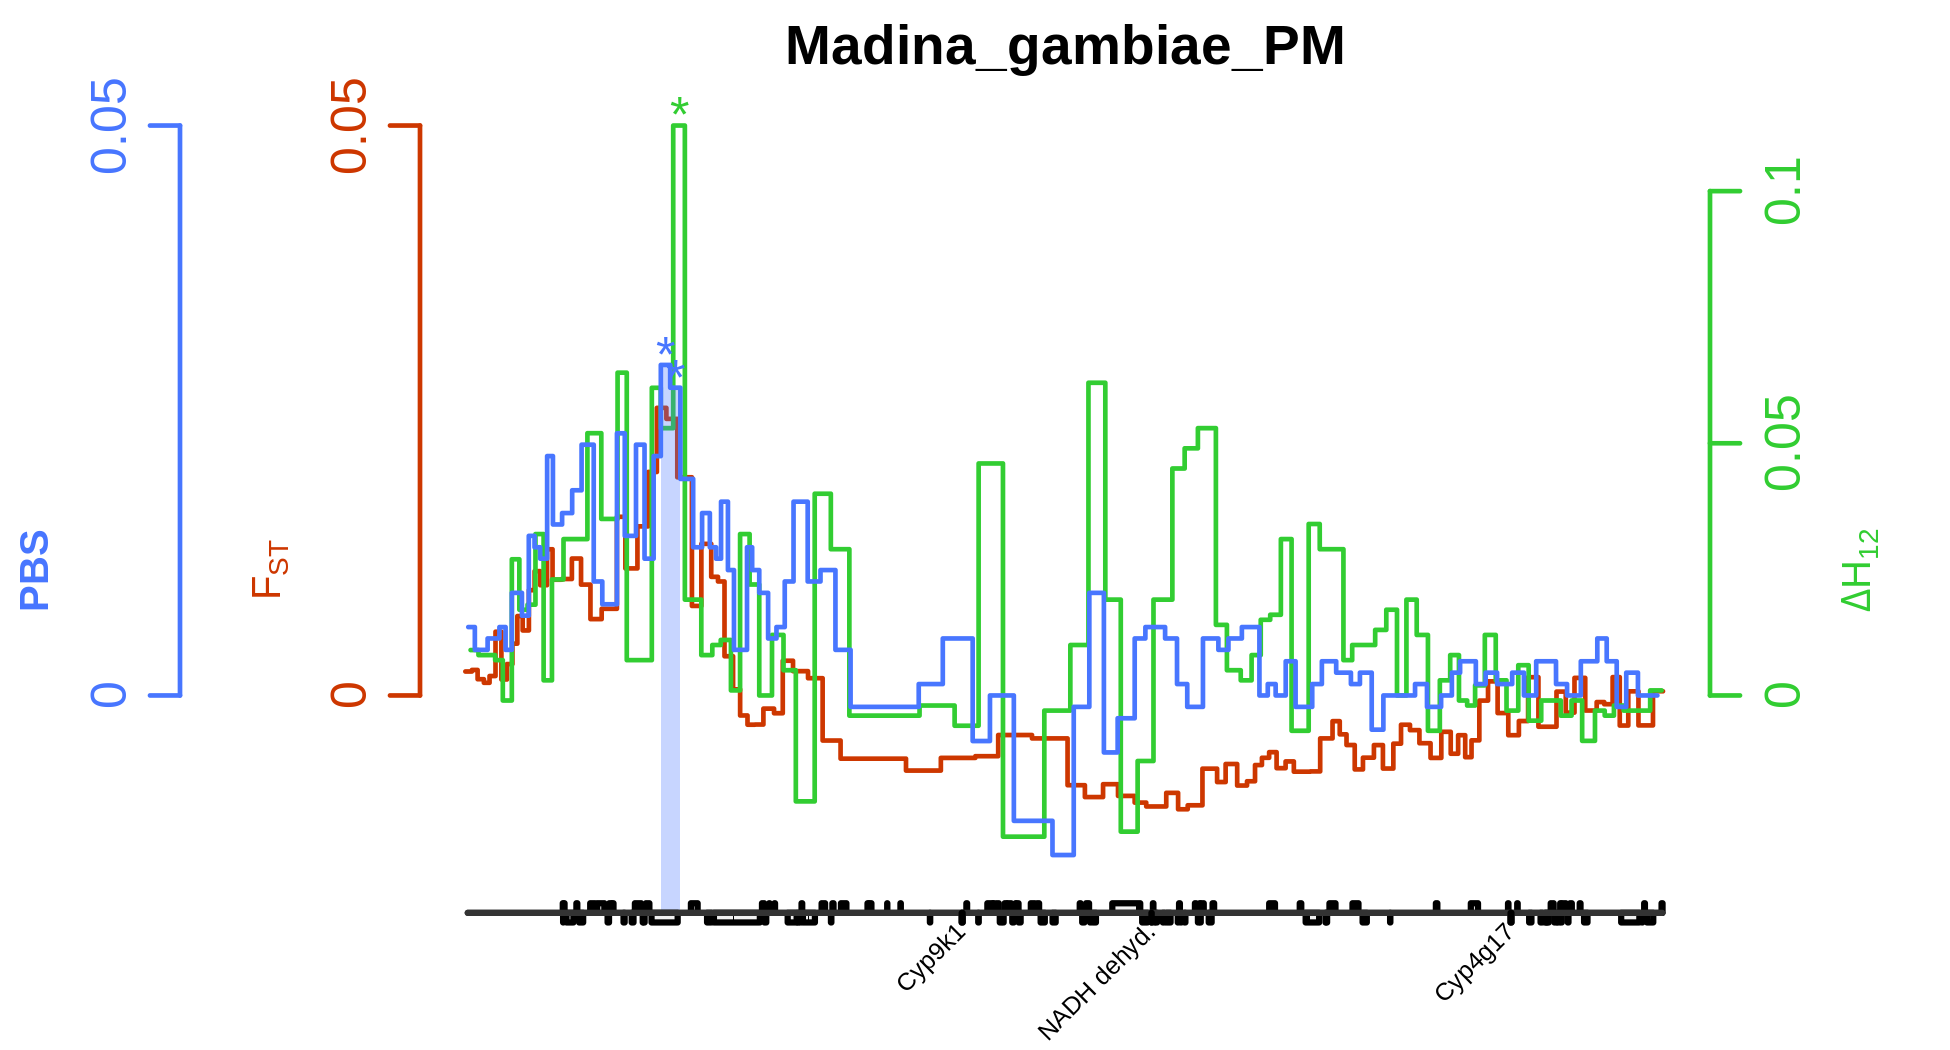 Madina_gambiae_PM
PBS
0.05
0
FST
0.05
0
*
*
*
0.1
0.05
0
ΔH12
Cyp9k1
NADH dehyd.
Cyp4g17